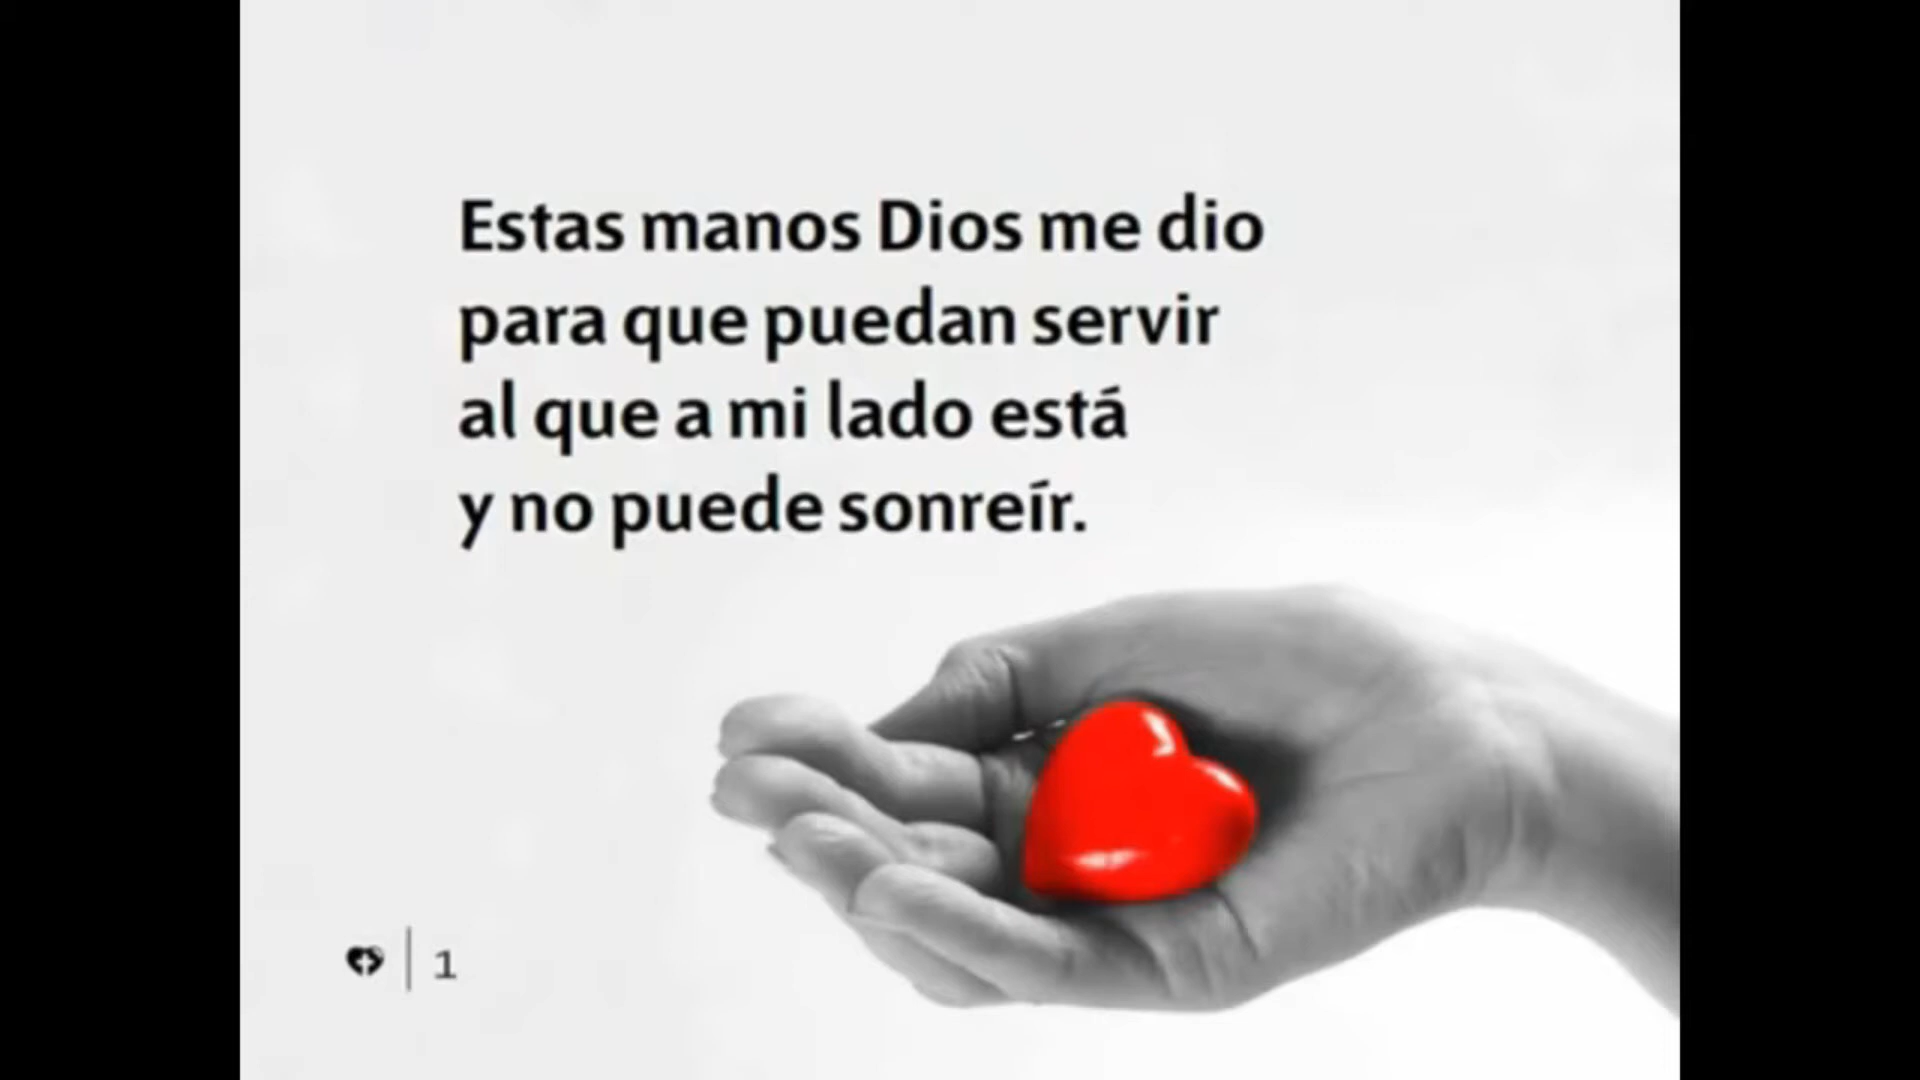 Estas manos Dios me dio
para que puedan servir
al que a mi lado está
y no puede sonreír.
1